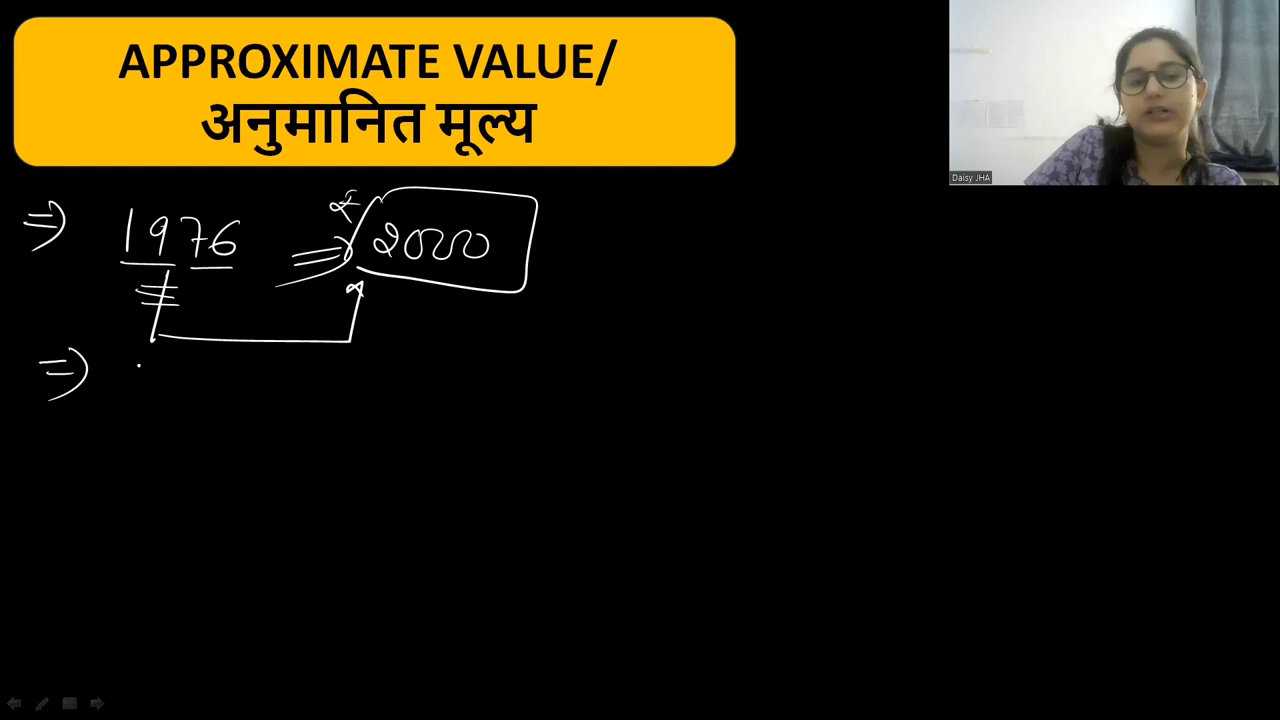 APPROXIMATE VALUE/
अनुमानित मूल्य
Daisy JHA
⇒ 1976 ⇒ 2000
⇒